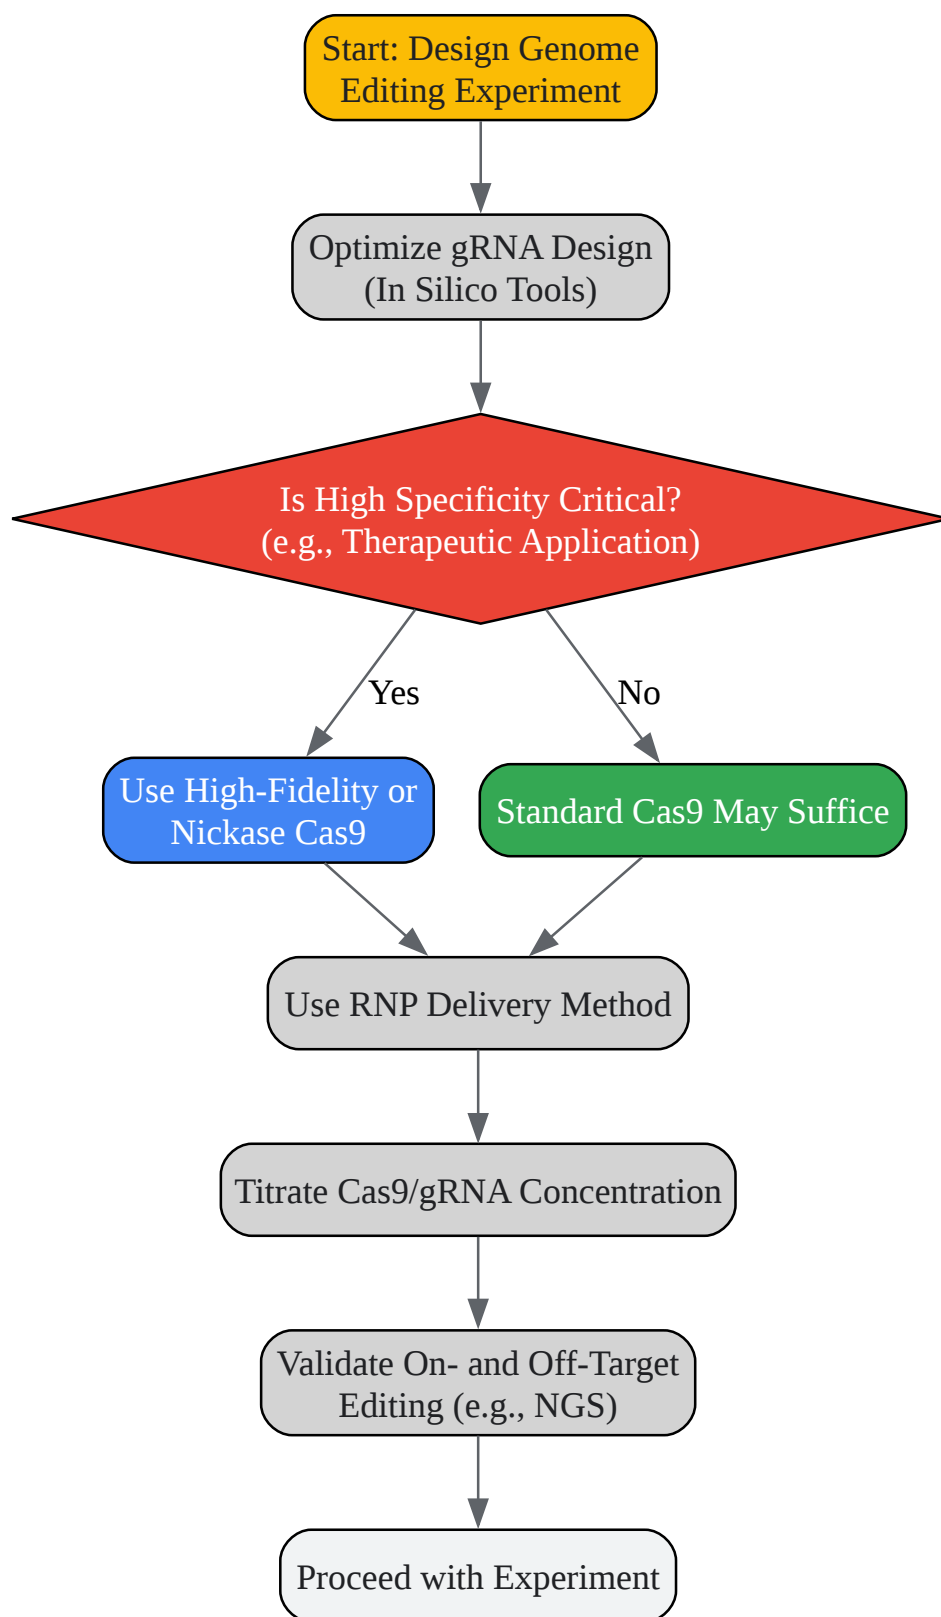 Start: Design Genome
Editing Experiment
Optimize gRNA Design
(In Silico Tools)
Is High Specificity Critical?
(e.g., Therapeutic Application)
Yes
No
Use High-Fidelity or
Nickase Cas9
Standard Cas9 May Suffice
Use RNP Delivery Method
Titrate Cas9/gRNA Concentration
Validate On- and Off-Target
Editing (e.g., NGS)
Proceed with Experiment